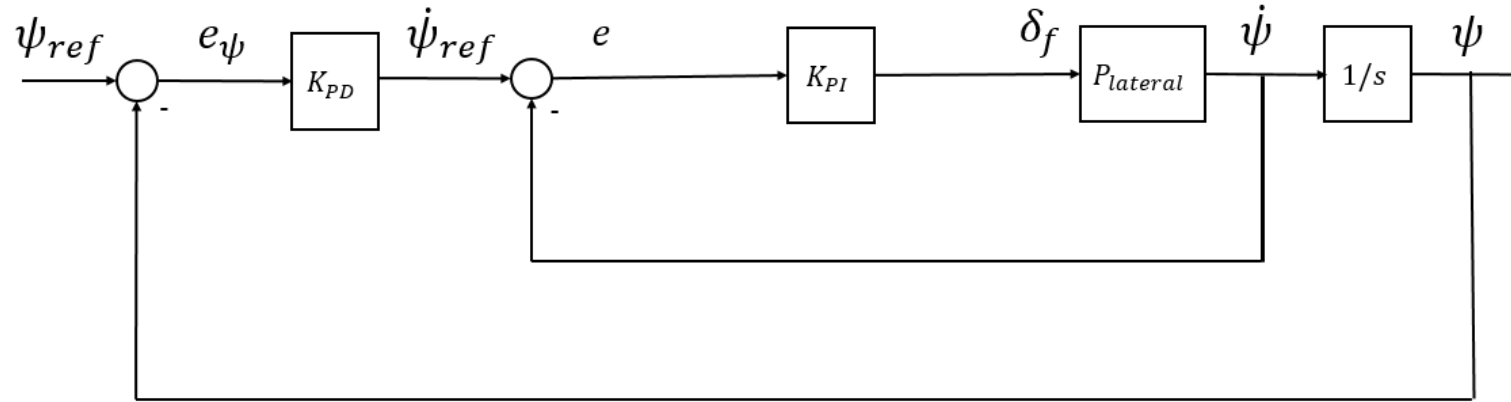 ψ_ref
e_ψ
K_PD
ψ̇_ref
e
K_PI
δ_f
P_lateral
ψ̇
1/s
ψ
-
-
-